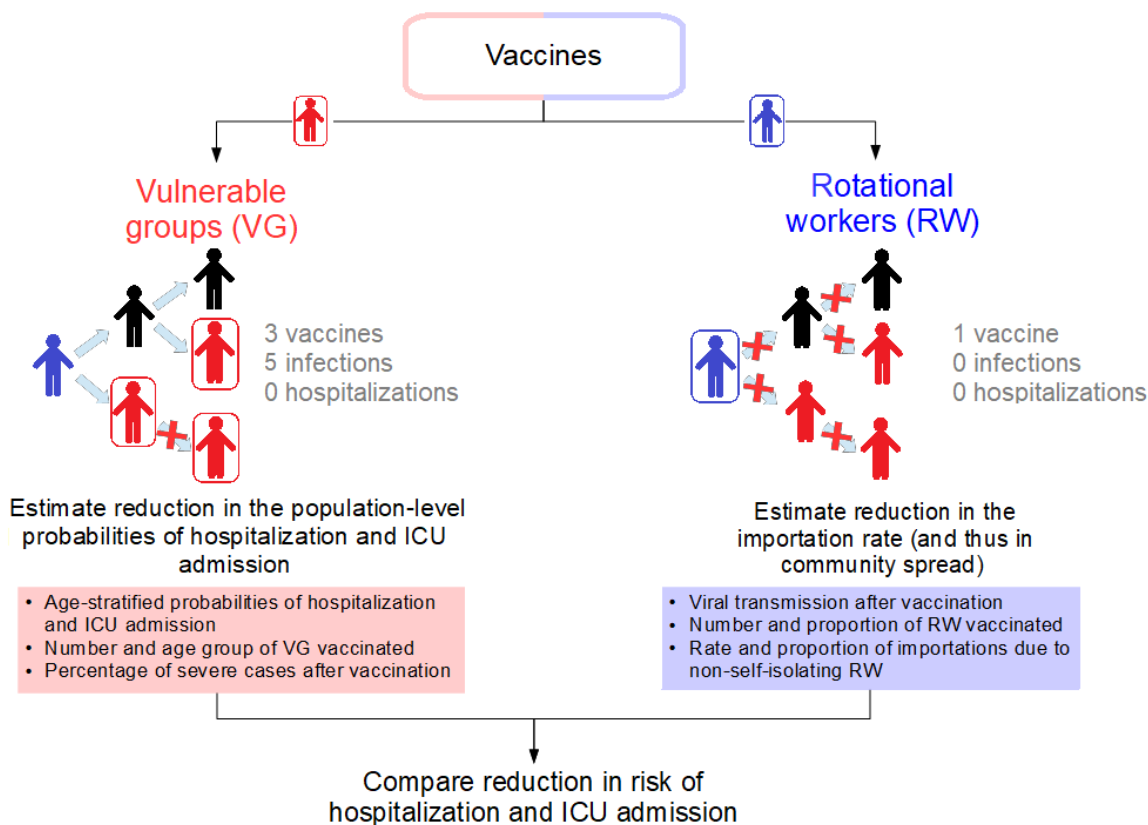 Vaccines
Vulnerable
groups (VG)
3 vaccines
5 infections
0 hospitalizations
Estimate reduction in the population-level
probabilities of hospitalization and ICU
admission
• Age-stratified probabilities of hospitalization
and ICU admission
• Number and age group of VG vaccinated
• Percentage of severe cases after vaccination
Rotational
workers (RW)
1 vaccine
0 infections
0 hospitalizations
Estimate reduction in the
importation rate (and thus in
community spread)
• Viral transmission after vaccination
• Number and proportion of RW vaccinated
• Rate and proportion of importations due to
non-self-isolating RW
Compare reduction in risk of
hospitalization and ICU admission